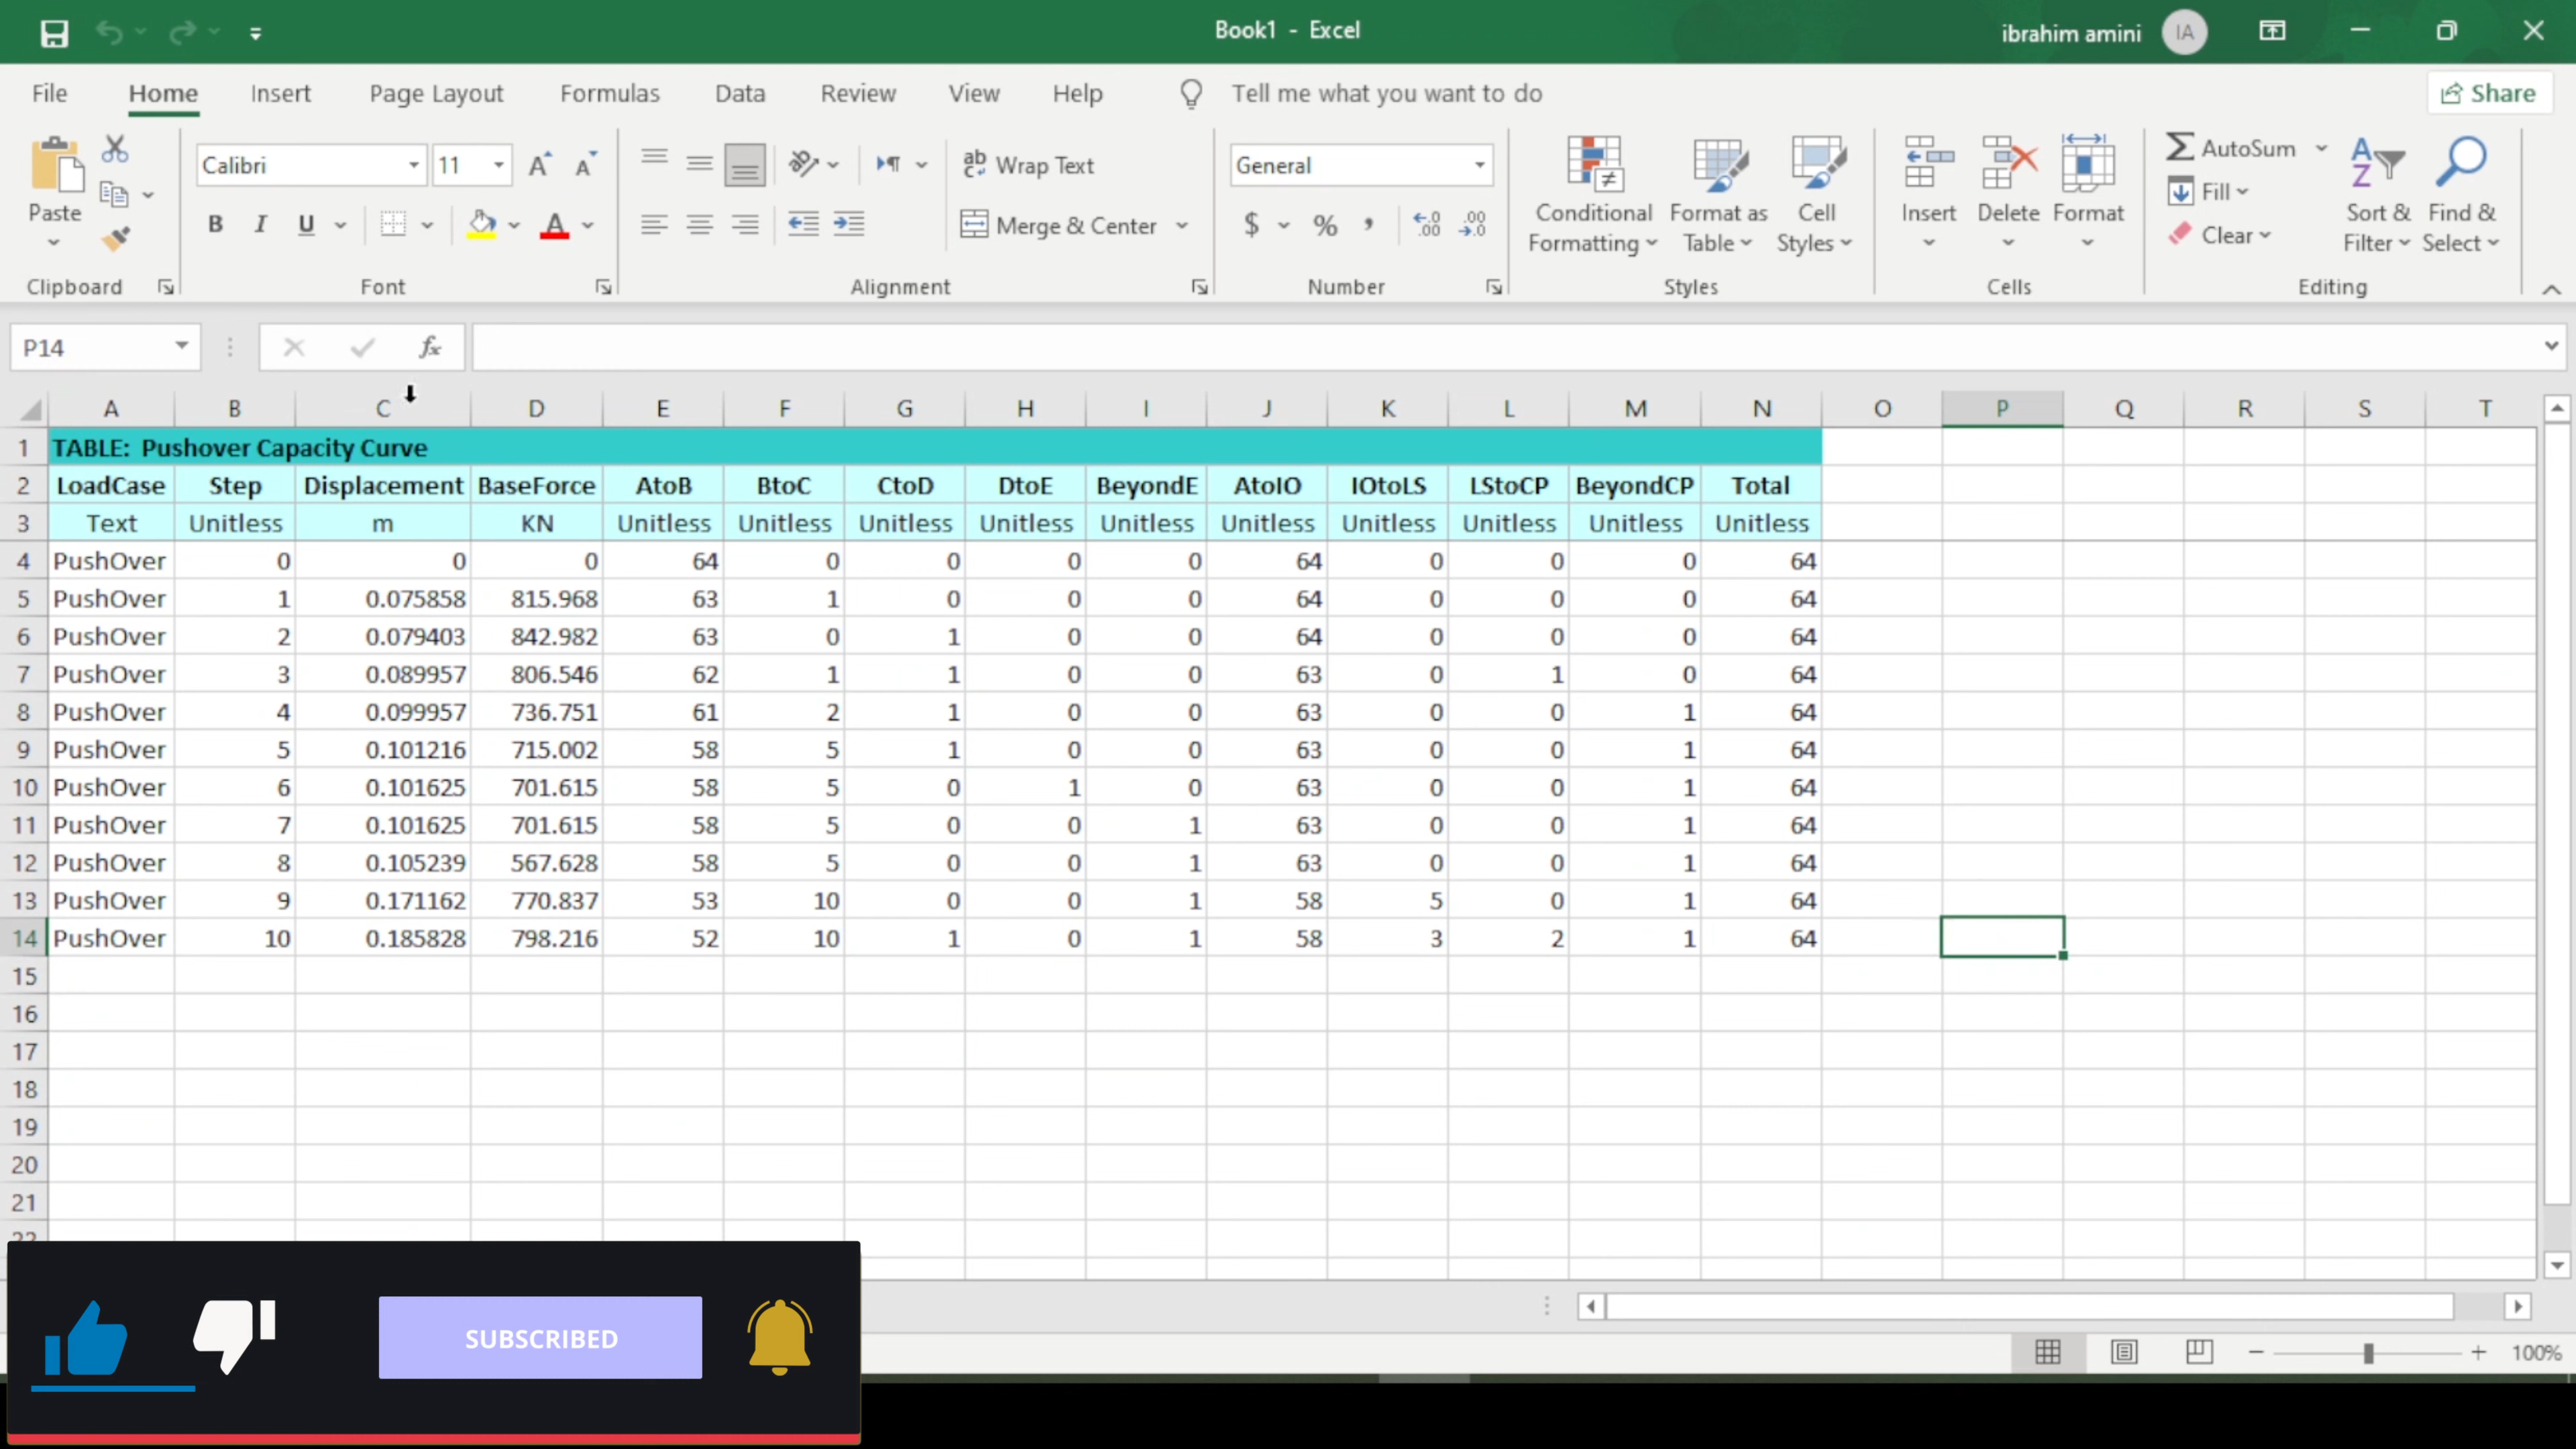 Book1 - Excel
ibrahim amini IA
File Home Insert Page Layout Formulas Data Review View Help Tell me what you want to do Share
Calibri 11 Wrap Text General AutoSum
Paste Conditional Formatting Format as Table Cell Styles Insert Delete Format Fill Sort & Filter Find & Select
B I U A Merge & Center $ % , Clear
Clipboard Font Alignment Number Styles Cells Editing
P14 fx
A B C D E F G H I J K L M N O P Q R S T
1 TABLE: Pushover Capacity Curve
2 LoadCase Step Displacement BaseForce AtoB BtoC CtoD DtoE BeyondE AtoIO IOtoLS LStoCP BeyondCP Total
3 Text Unitless m KN Unitless Unitless Unitless Unitless Unitless Unitless Unitless Unitless Unitless Unitless
4 PushOver 0 0 0 64 0 0 0 0 64 0 0 0 64
5 PushOver 1 0.075858 815.968 63 1 0 0 0 64 0 0 0 64
6 PushOver 2 0.079403 842.982 63 0 1 0 0 64 0 0 0 64
7 PushOver 3 0.089957 806.546 62 1 1 0 0 63 0 1 0 64
8 PushOver 4 0.099957 736.751 61 2 1 0 0 63 0 0 1 64
9 PushOver 5 0.101216 715.002 58 5 1 0 0 63 0 0 1 64
10 PushOver 6 0.101625 701.615 58 5 0 1 0 63 0 0 1 64
11 PushOver 7 0.101625 701.615 58 5 0 0 1 63 0 0 1 64
12 PushOver 8 0.105239 567.628 58 5 0 0 1 63 0 0 1 64
13 PushOver 9 0.171162 770.837 53 10 0 0 1 58 5 0 1 64
14 PushOver 10 0.185828 798.216 52 10 1 0 1 58 3 2 1 64
15
16
17
18
19
20
21
SUBSCRIBED
100%